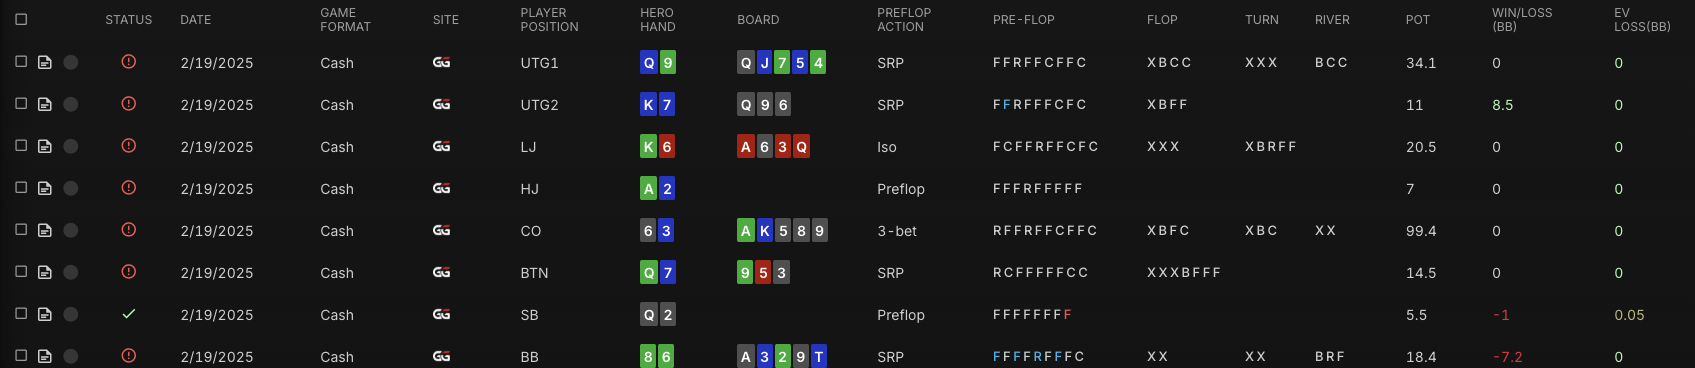 STATUS DATE GAME FORMAT SITE PLAYER POSITION HERO HAND BOARD PREFLOP ACTION PRE-FLOP FLOP TURN RIVER POT WIN/LOSS (BB) EV LOSS(BB)
2/19/2025 Cash GG UTG1 Q 9 Q J 7 5 4 SRP FFRFFCFFC XBCC XXX BCC 34.1 0 0
2/19/2025 Cash GG UTG2 K 7 Q 9 6 SRP FFRFFFCFC XBFF 11 8.5 0
2/19/2025 Cash GG LJ K 6 A 6 3 Q Iso FCFFRFFCFC XXX XBRFF 20.5 0 0
2/19/2025 Cash GG HJ A 2 Preflop FFFRFFFFF 7 0 0
2/19/2025 Cash GG CO 6 3 A K 5 8 9 3-bet RFFRFFCFFC XBFC XBC XX 99.4 0 0
2/19/2025 Cash GG BTN Q 7 9 5 3 SRP RCFFFFFCC XXXBFFF 14.5 0 0
2/19/2025 Cash GG SB Q 2 Preflop FFFFFFFF 5.5 -1 0.05
2/19/2025 Cash GG BB 8 6 A 3 2 9 T SRP FFFFRFFFC XX XX BRF 18.4 -7.2 0